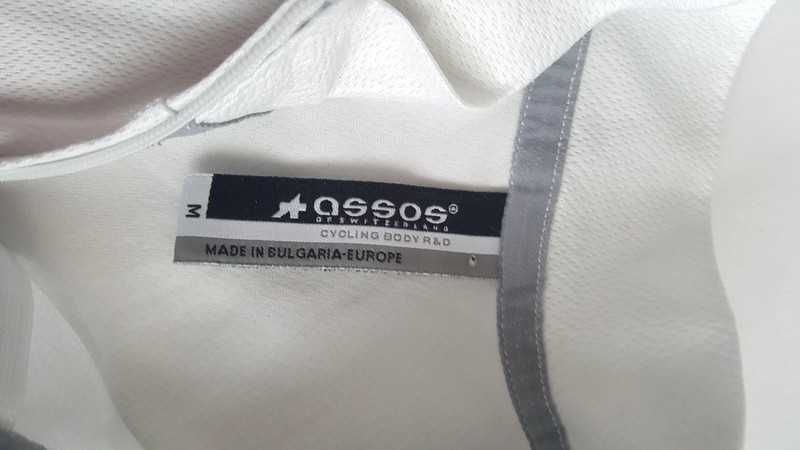 M
assos®
OF SWITZERLAND
CYCLING BODY R&D
MADE IN BULGARIA-EUROPE